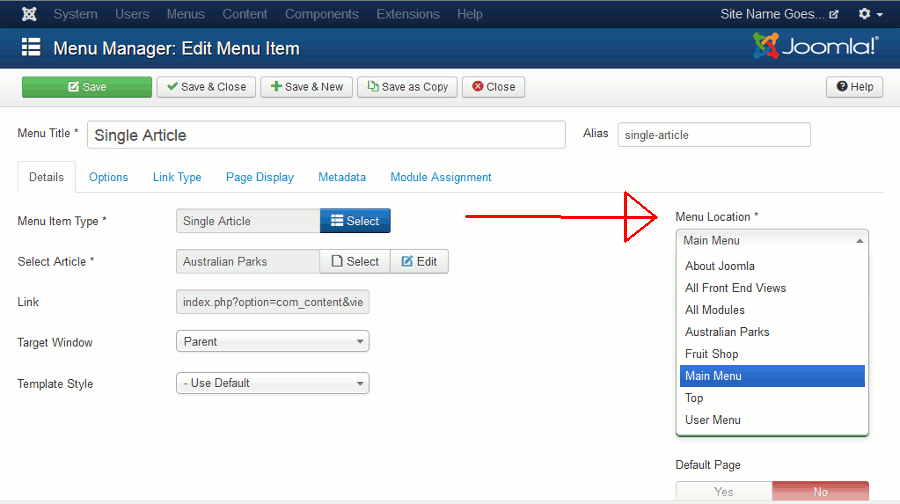 System Users Menus Content Components Extensions Help Site Name Goes...
Menu Manager: Edit Menu Item Joomla!®
Save Save & Close Save & New Save as Copy Close Help
Menu Title * Single Article Alias single-article
Details Options Link Type Page Display Metadata Module Assignment
Menu Item Type * Single Article Select
Select Article * Australian Parks Select Edit
Link index.php?option=com_content&vie
Target Window Parent
Template Style - Use Default
Menu Location *
Main Menu
About Joomla
All Front End Views
All Modules
Australian Parks
Fruit Shop
Main Menu
Top
User Menu
Default Page
Yes No